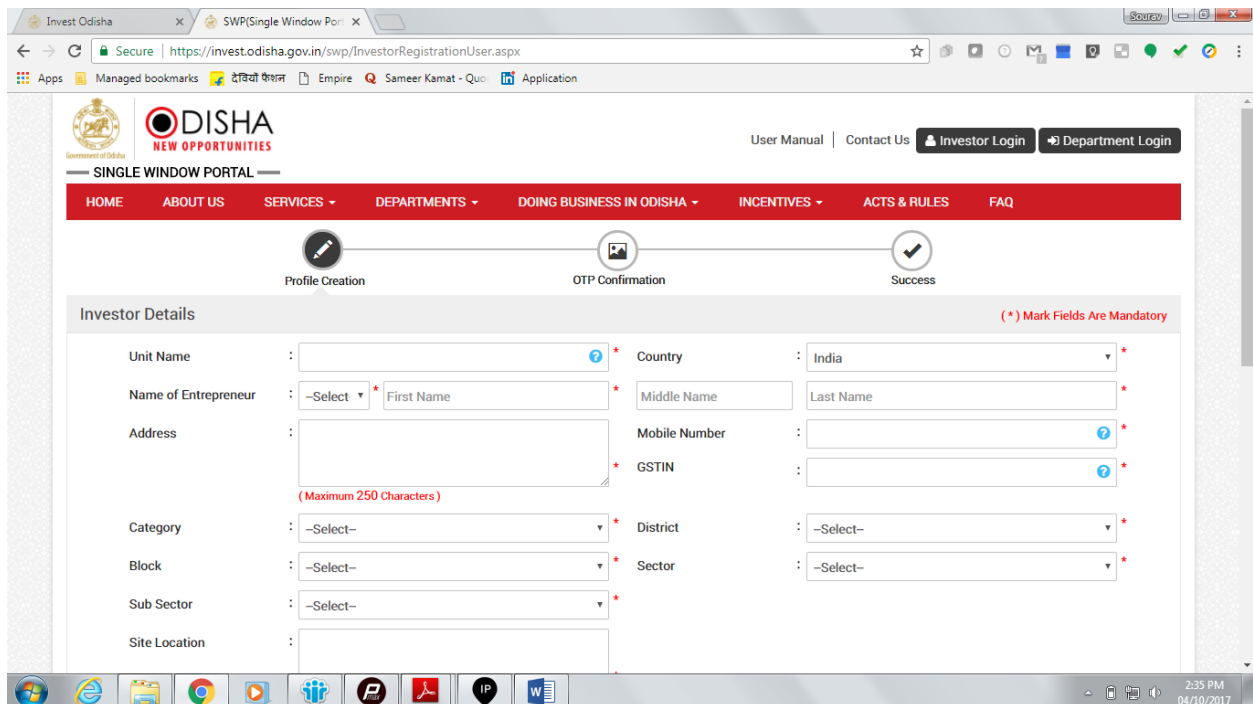 Invest Odisha
SWP(Single Window Port
Sourav
Secure | https://invest.odisha.gov.in/swp/InvestorRegistrationUser.aspx
Apps Managed bookmarks देवियों फैशन Empire Sameer Kamat - Quo Application
Government of Odisha
ODISHA
NEW OPPORTUNITIES
SINGLE WINDOW PORTAL
User Manual | Contact Us Investor Login Department Login
HOME ABOUT US SERVICES DEPARTMENTS DOING BUSINESS IN ODISHA INCENTIVES ACTS & RULES FAQ
Profile Creation OTP Confirmation Success
Investor Details (*) Mark Fields Are Mandatory
Unit Name : ? * Country : India *
Name of Entrepreneur : --Select * First Name * Middle Name Last Name *
Address : * Mobile Number : ? *
GSTIN : ? *
( Maximum 250 Characters )
Category : --Select-- * District : --Select-- *
Block : --Select-- * Sector : --Select-- *
Sub Sector : --Select-- *
Site Location :
IP
2:35 PM
04/10/2017